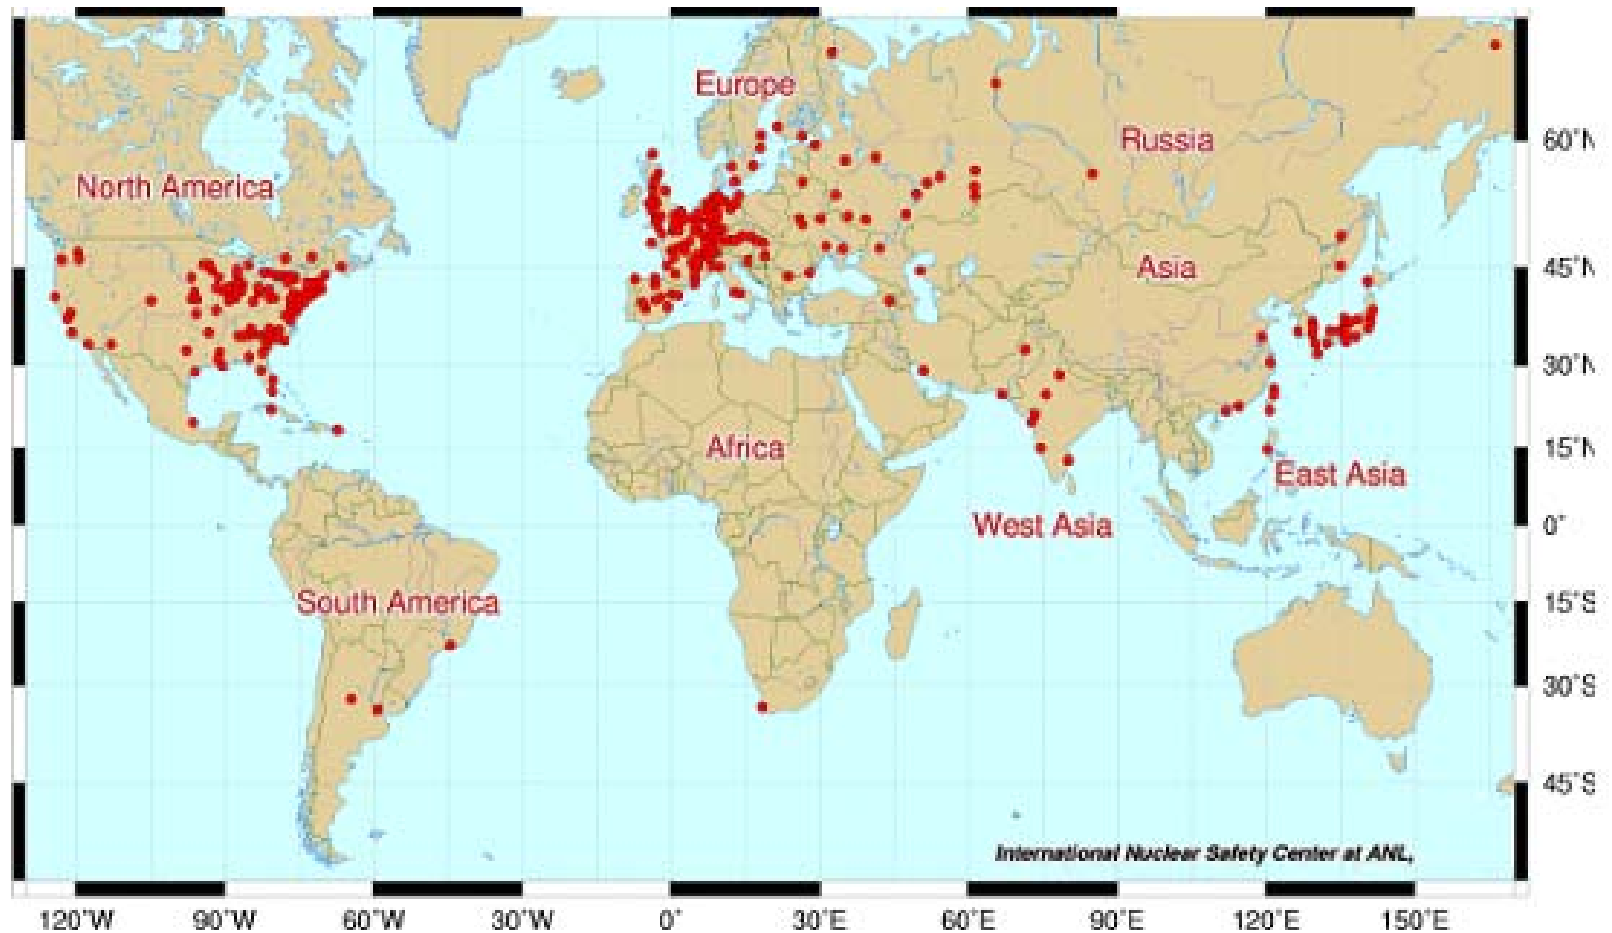 Europe
Russia
60°N
North America
Asia
45°N
30°N
Africa
15°N
East Asia
West Asia
0°
South America
15°S
30°S
45°S
International Nuclear Safety Center at ANL,
120°W 90°W 60°W 30°W 0° 30°E 60°E 90°E 120°E 150°E